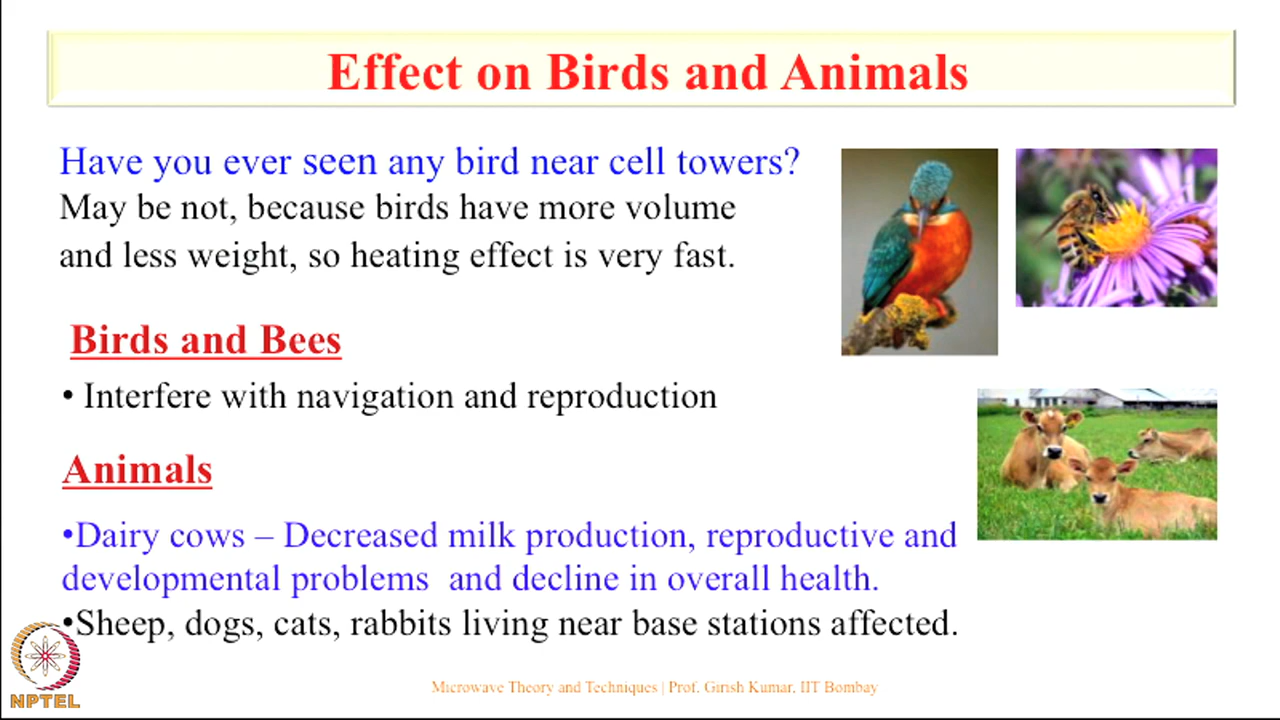 Effect on Birds and Animals
Have you ever seen any bird near cell towers?
May be not, because birds have more volume
and less weight, so heating effect is very fast.
Birds and Bees
• Interfere with navigation and reproduction
Animals
•Dairy cows – Decreased milk production, reproductive and
developmental problems and decline in overall health.
•Sheep, dogs, cats, rabbits living near base stations affected.
NPTEL
Microwave Theory and Techniques | Prof. Girish Kumar, IIT Bombay